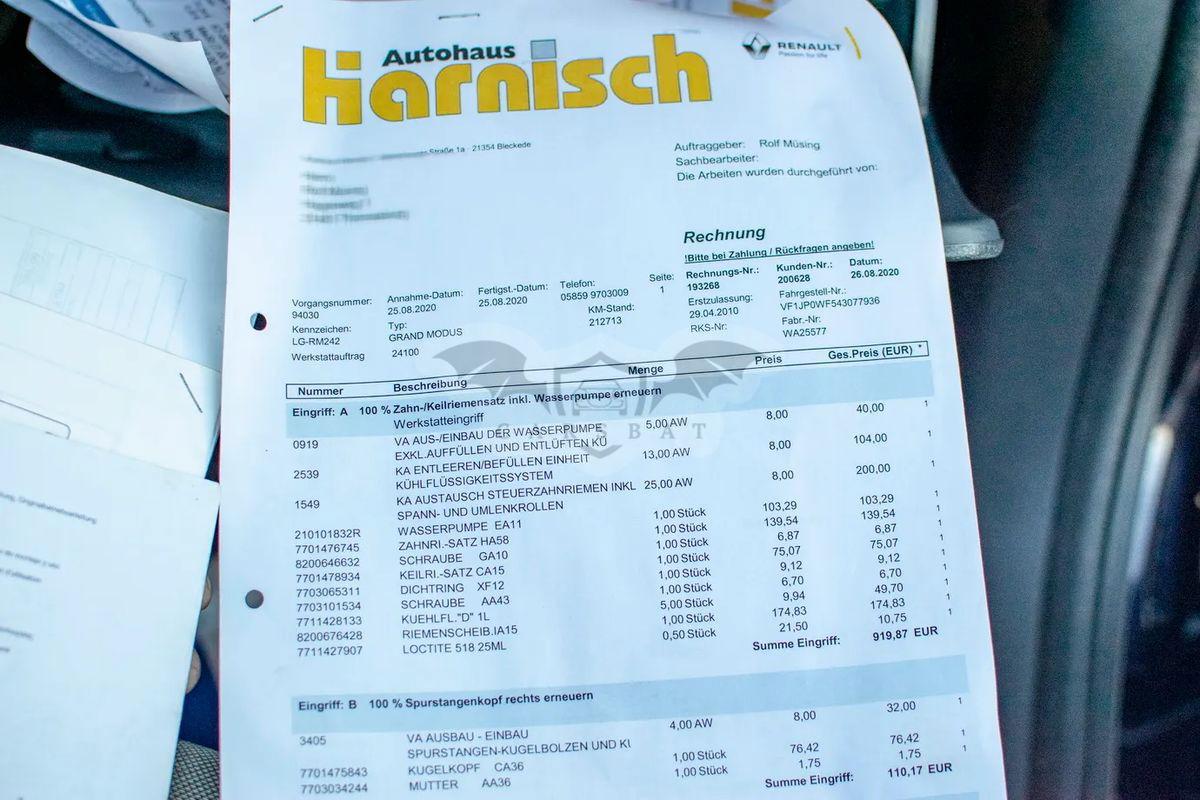 Autohaus
Harnisch
RENAULT
Passion for life
Straße 1a 21354 Bleckede
Auftraggeber: Rolf Müsing
Sachbearbeiter:
Die Arbeiten wurden durchgeführt von:
Rechnung
!Bitte bei Zahlung / Rückfragen angeben!
Vorgangsnummer: Annahme-Datum: Fertigst.-Datum: Telefon: Seite: Rechnungs-Nr.: Kunden-Nr.: Datum:
94030 25.08.2020 25.08.2020 05859 9703009 1 193268 200628 26.08.2020
Kennzeichen: Typ: KM-Stand: Erstzulassung: Fahrgestell-Nr.:
LG-RM242 GRAND MODUS 212713 29.04.2010 VF1JP0WF543077936
Werkstattauftrag 24100 RKS-Nr: Fabr.-Nr:
WA25577
Nummer Beschreibung Menge Preis Ges.Preis (EUR) *
Eingriff: A 100 % Zahn-/Keilriemensatz inkl. Wasserpumpe erneuern
Werkstatteingriff
0919 VA AUS-/EINBAU DER WASSERPUMPE 5,00 AW 8,00 40,00 1
EXKL.AUFFÜLLEN UND ENTLÜFTEN KÜ
2539 KA ENTLEEREN/BEFÜLLEN EINHEIT 13,00 AW 8,00 104,00 1
KÜHLFLÜSSIGKEITSSYSTEM
1549 KA AUSTAUSCH STEUERZAHNRIEMEN INKL 25,00 AW 8,00 200,00 1
SPANN- UND UMLENKROLLEN
210101832R WASSERPUMPE EA11 1,00 Stück 103,29 103,29 1
7701476745 ZAHNRI.-SATZ HA58 1,00 Stück 139,54 139,54 1
8200646632 SCHRAUBE GA10 1,00 Stück 6,87 6,87 1
7701478934 KEILRI.-SATZ CA15 1,00 Stück 75,07 75,07 1
7703065311 DICHTRING XF12 1,00 Stück 9,12 9,12 1
7703101534 SCHRAUBE AA43 1,00 Stück 6,70 6,70 1
7711428133 KUEHLFL."D" 1L 5,00 Stück 9,94 49,70 1
8200676428 RIEMENSCHEIB.IA15 1,00 Stück 174,83 174,83 1
7711427907 LOCTITE 518 25ML 0,50 Stück 21,50 10,75 1
Summe Eingriff: 919,87 EUR
Eingriff: B 100 % Spurstangenkopf rechts erneuern
3405 VA AUSBAU - EINBAU 4,00 AW 8,00 32,00 1
SPURSTANGEN-KUGELBOLZEN UND KI
7701475843 KUGELKOPF CA36 1,00 Stück 76,42 76,42 1
7703034244 MUTTER AA36 1,00 Stück 1,75 1,75 1
Summe Eingriff: 110,17 EUR
CARSBAT